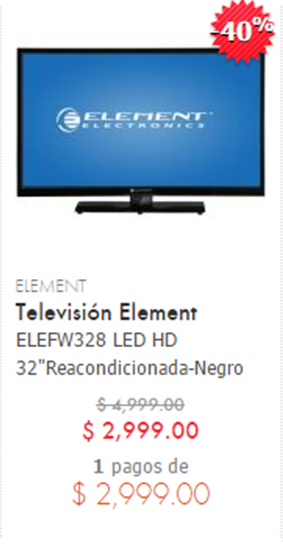 -40%
ELEMENT
ELECTRONICS
ELEMENT
Televisión Element
ELEFW328 LED HD
32"Reacondicionada-Negro
$ 4,999.00
$ 2,999.00
1 pagos de
$ 2,999.00